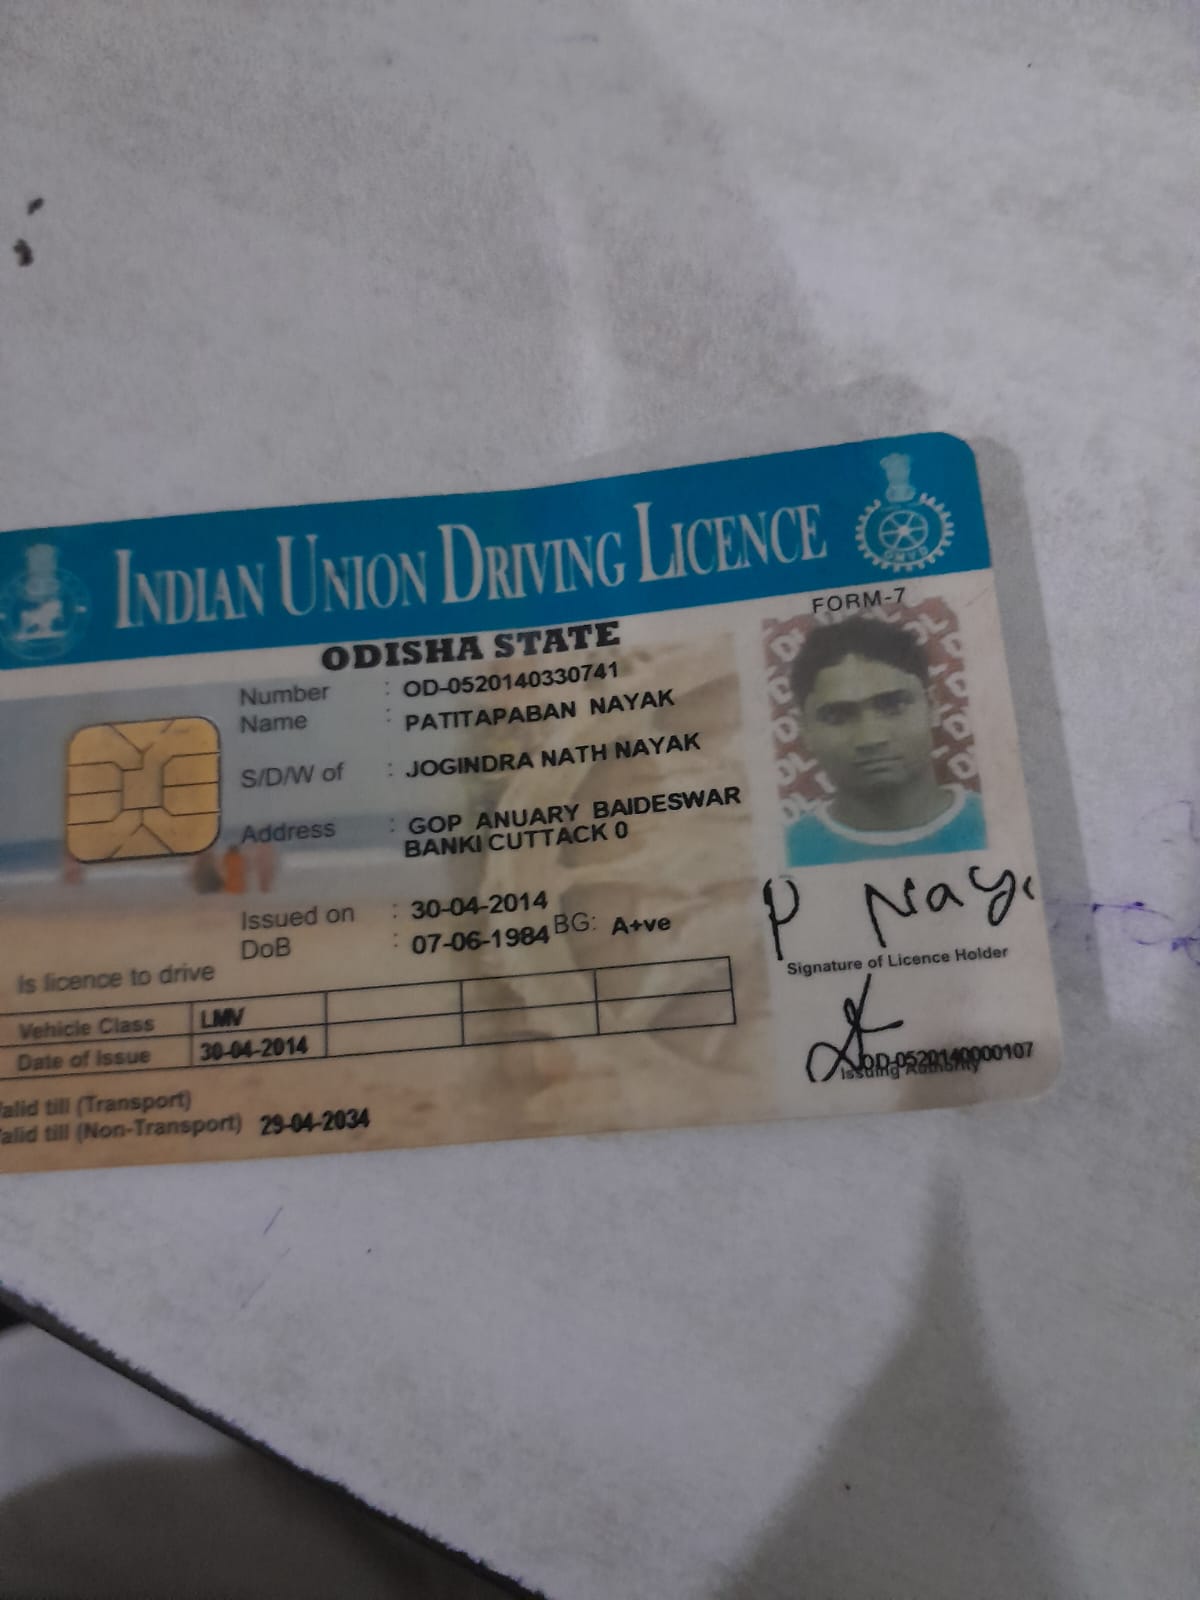 INDIAN UNION DRIVING LICENCE
ODISHA STATE
FORM-7
Number : OD-0520140330741
Name : PATITAPABAN NAYAK
S/D/W of : JOGINDRA NATH NAYAK
Address : GOP ANUARY BAIDESWAR
BANKI CUTTACK 0
Issued on : 30-04-2014
DoB : 07-06-1984 BG: A+ve
P Nay
Signature of Licence Holder
Is licence to drive
Vehicle Class LMV
Date of Issue 30-04-2014
OD-0520140000107
Issuing Authority
alid till (Transport)
alid till (Non-Transport) 29-04-2034